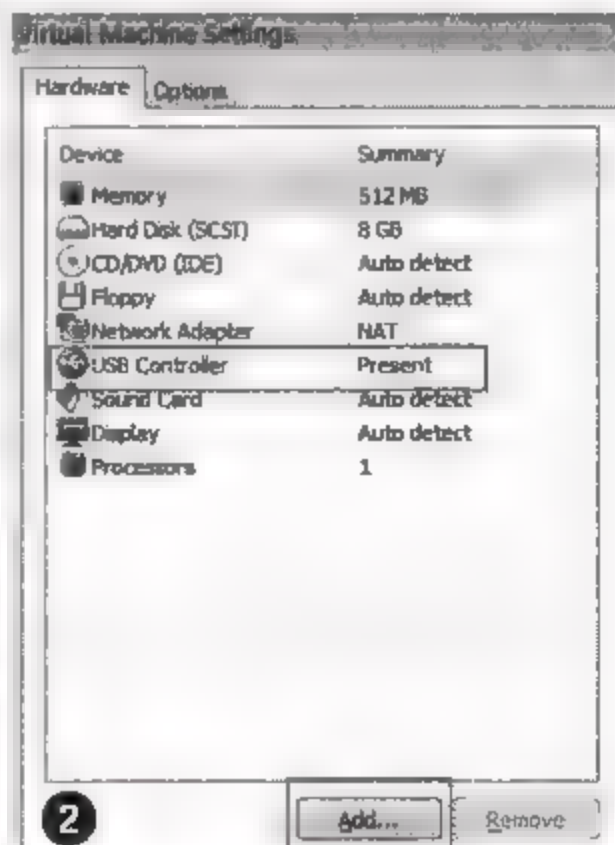 Virtual Machine Settings
Hardware Options
Device Summary
Memory 512 MB
Hard Disk (SCSI) 8 GB
CD/DVD (IDE) Auto detect
Floppy Auto detect
Network Adapter NAT
USB Controller Present
Sound Card Auto detect
Display Auto detect
Processors 1
2 Add... Remove